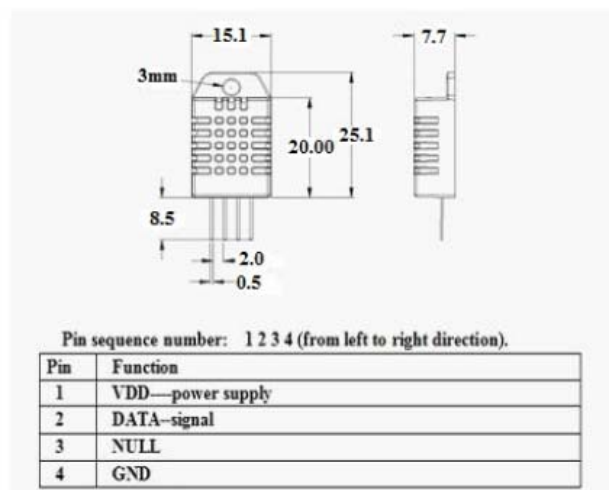 15.1
7.7
3mm
20.00
25.1
8.5
2.0
0.5
Pin sequence number: 1 2 3 4 (from left to right direction).
Pin Function
1 VDD—power supply
2 DATA--signal
3 NULL
4 GND